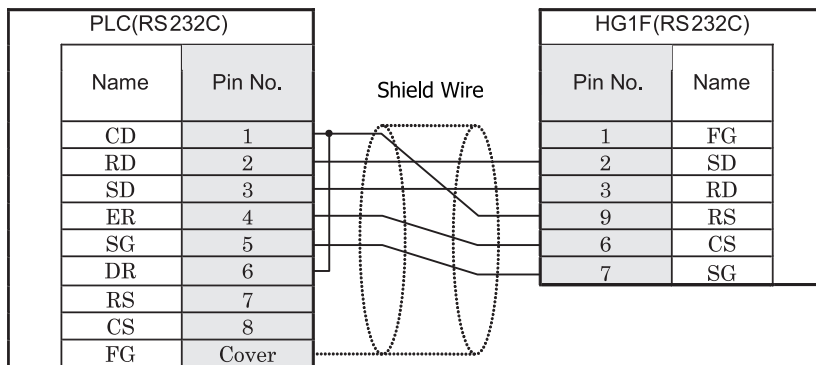 PLC(RS232C) HG1F(RS232C)
Name Pin No. Shield Wire Pin No. Name
CD 1 1 FG
RD 2 2 SD
SD 3 3 RD
ER 4 9 RS
SG 5 6 CS
DR 6 7 SG
RS 7
CS 8
FG Cover